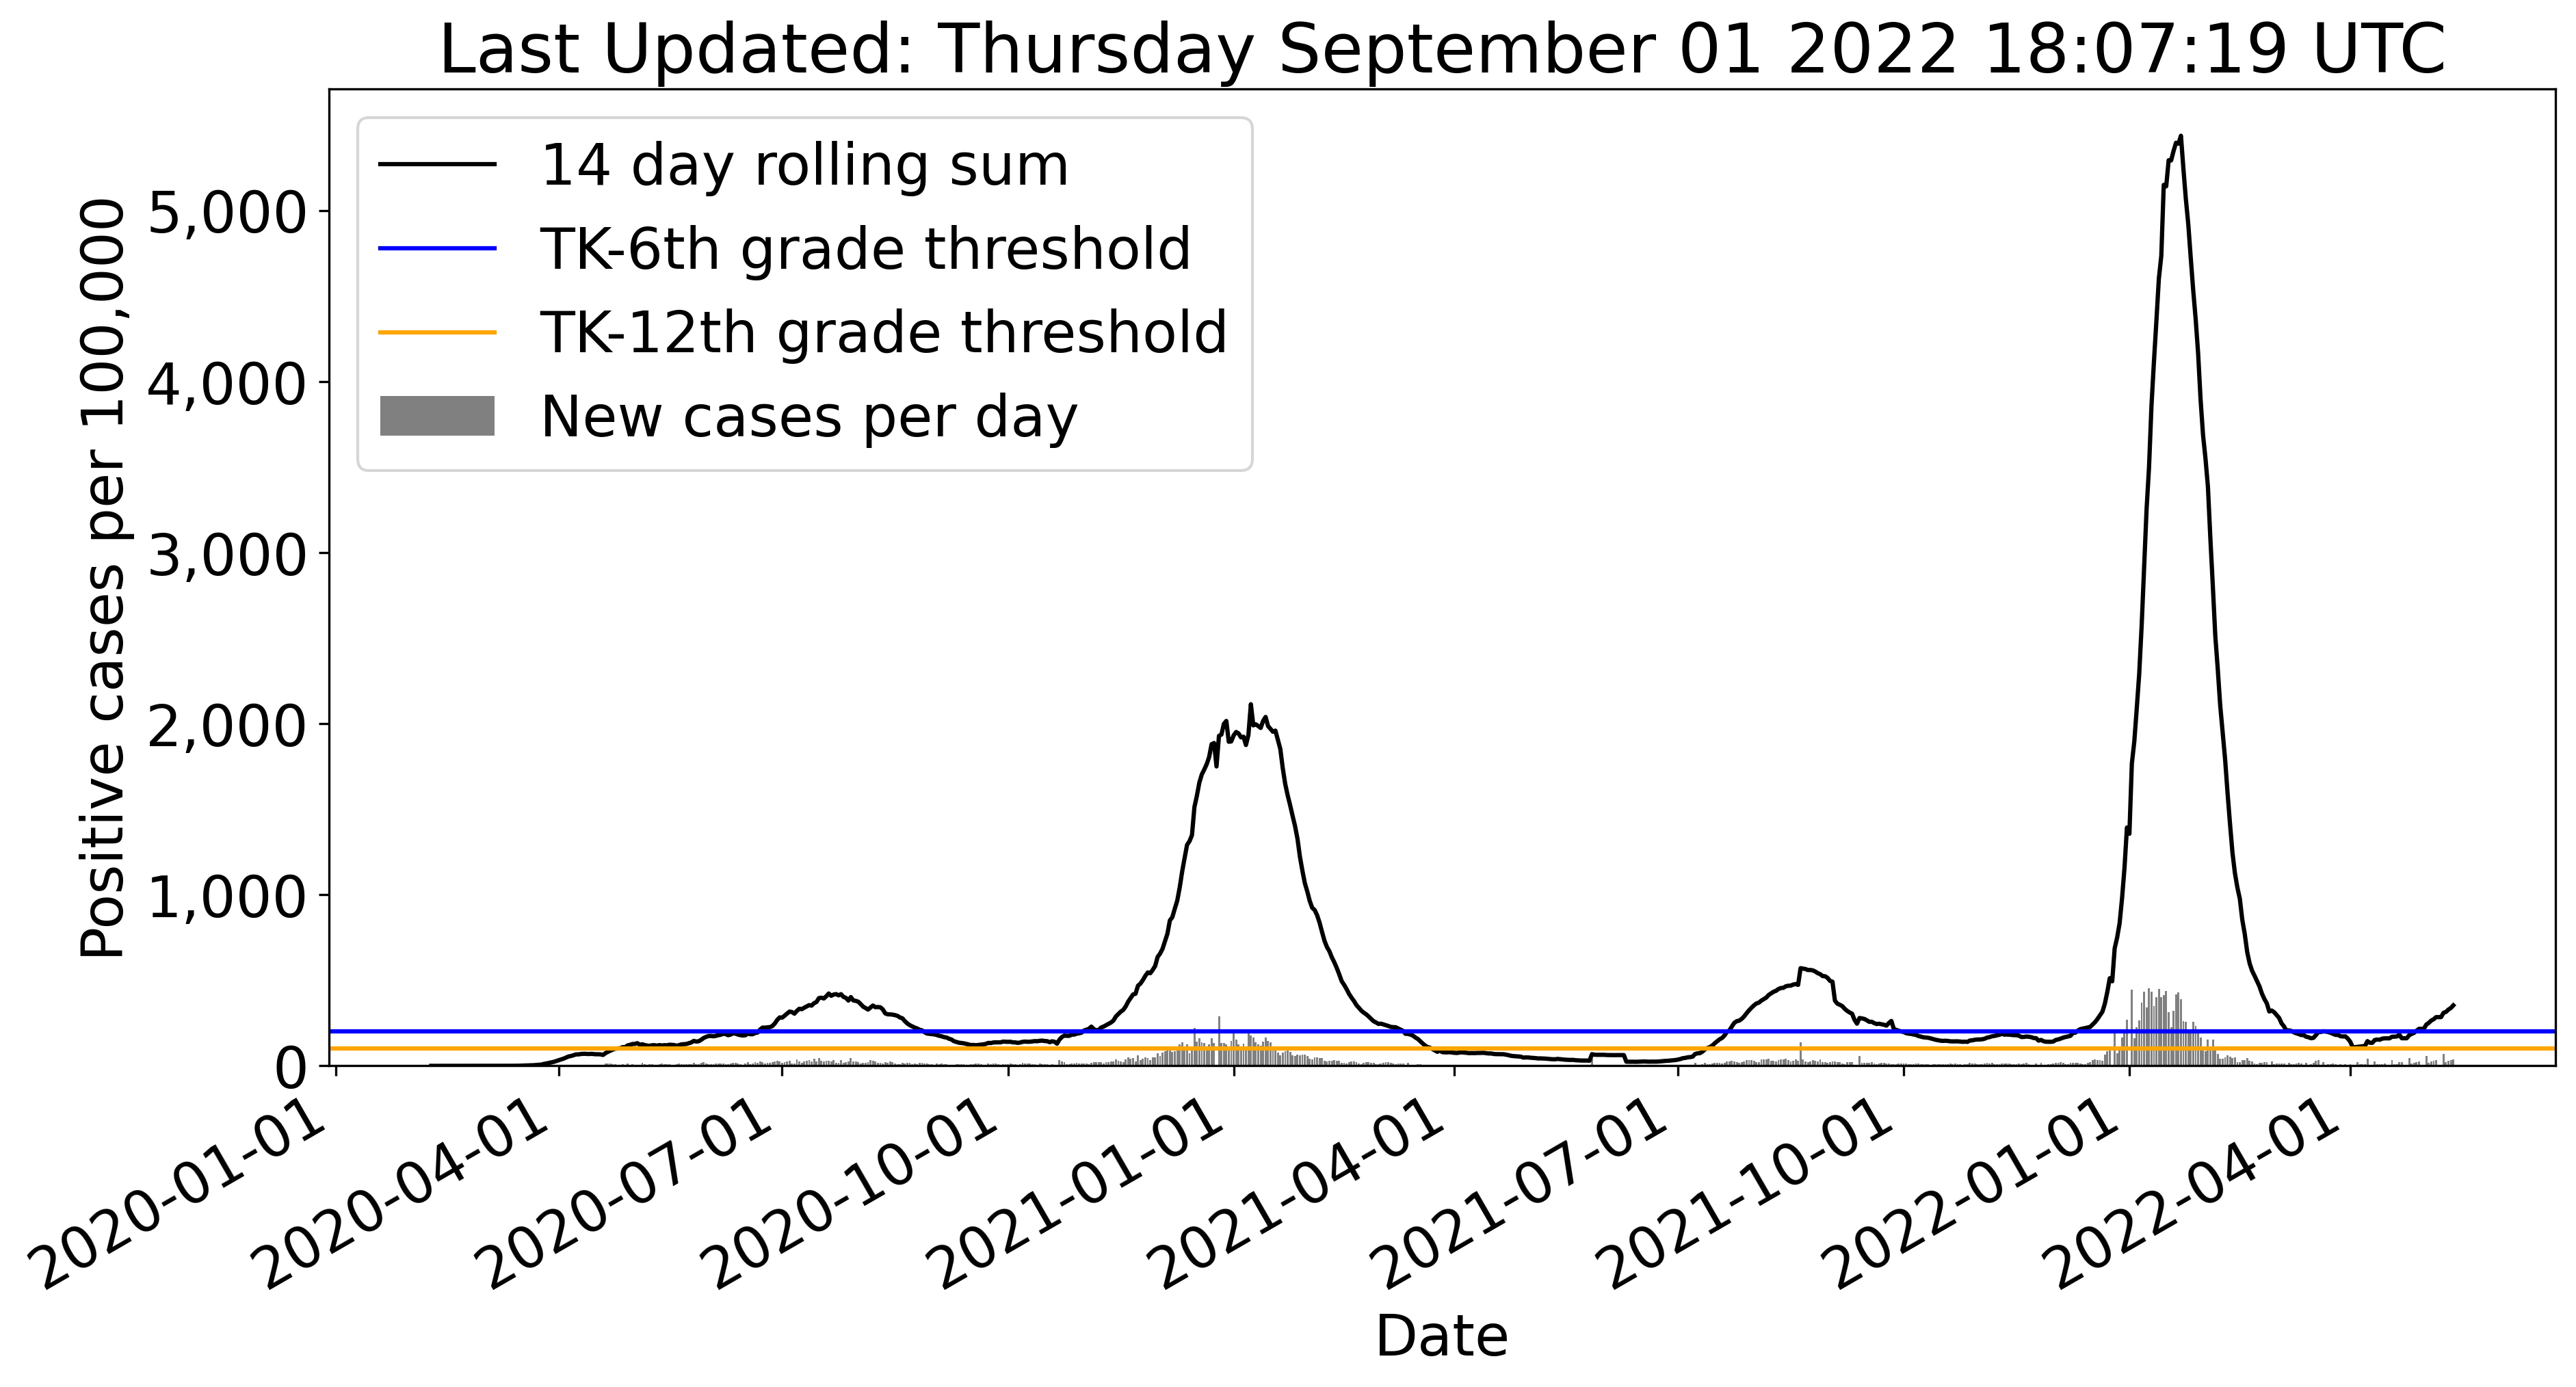 Last Updated: Thursday September 01 2022 18:07:19 UTC
14 day rolling sum
TK-6th grade threshold
TK-12th grade threshold
New cases per day
Positive cases per 100,000
5,000
4,000
3,000
2,000
1,000
0
2020-01-01
2020-04-01
2020-07-01
2020-10-01
2021-01-01
2021-04-01
2021-07-01
2021-10-01
2022-01-01
2022-04-01
Date